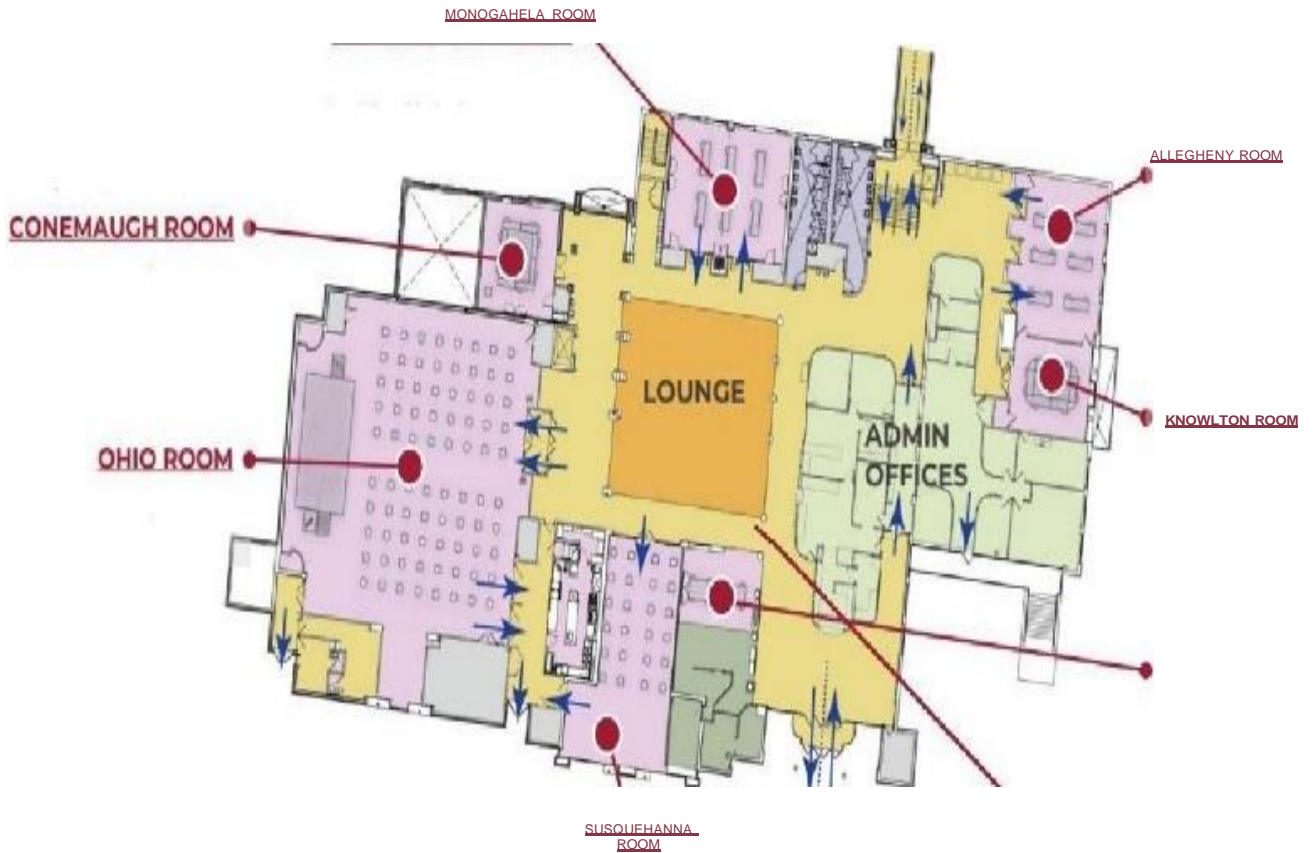 MONOGAHELA ROOM
ALLEGHENY ROOM
CONEMAUGH ROOM
LOUNGE
KNOWLTON ROOM
ADMIN
OFFICES
OHIO ROOM
SUSQUEHANNA
ROOM